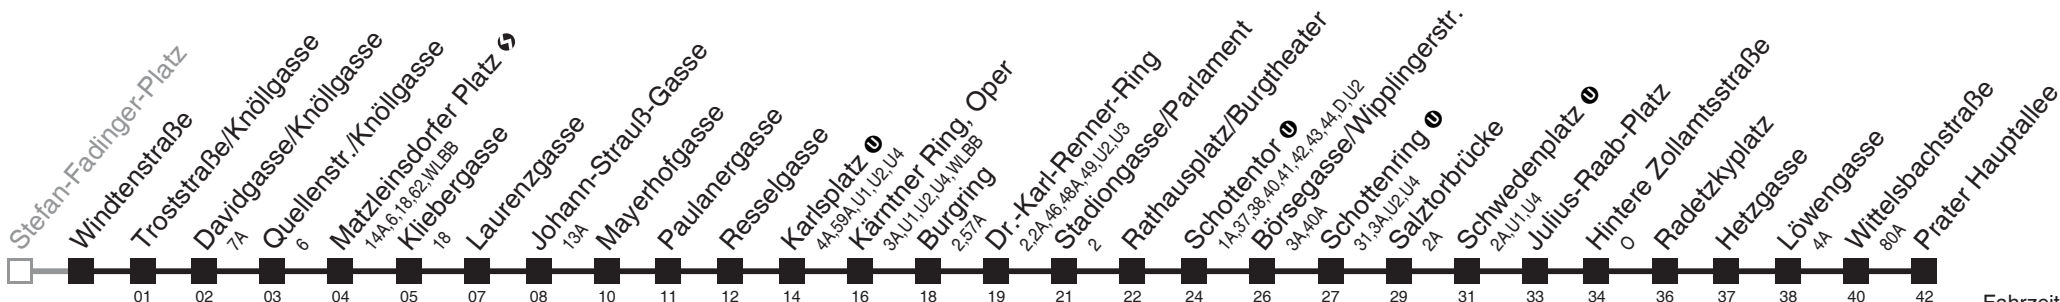 Stefan-Fadinger-Platz
Windtenstraße
Troststraße/Knöllgasse
Davidgasse/Knöllgasse
7A
Quellenstr./Knöllgasse
6
Matzleinsdorfer Platz
14A,6,18,62,WLBB
Kliebergasse
18
Laurenzgasse
Johann-Strauß-Gasse
13A
Mayerhofgasse
Paulanergasse
Resselgasse
Karlsplatz U
4A,59A,U1,U2,U4
Kärntner Ring, Oper
3A,U1,U2,U4,WLBB
Burgring
2,57A
Dr.-Karl-Renner-Ring
2,2A,46,48A,49,U2,U3
Stadiongasse/Parlament
2
Rathausplatz/Burgtheater
Schottentor U
1A,37,38,40,41,42,43,44,D,U2
Börsegasse/Wipplingerstr.
3A,40A
Schottenring U
31,3A,U2,U4
Salztorbrücke
2A
Schwedenplatz U
2A,U1,U4
Julius-Raab-Platz
Hintere Zollamtsstraße
O
Radetzkyplatz
Hetzgasse
Löwengasse
4A
Wittelsbachstraße
80A
Prater Hauptallee
01 02 03 04 05 07 08 10 11 12 14 16 18 19 21 22 24 26 27 29 31 33 34 36 37 38 40 42 Fahrzeit